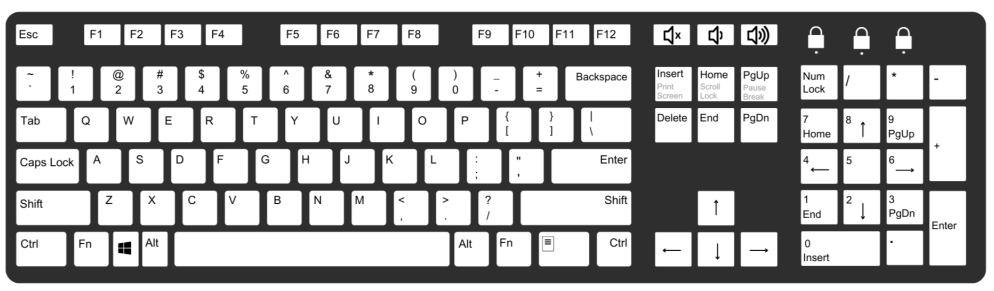 Esc F1 F2 F3 F4 F5 F6 F7 F8 F9 F10 F11 F12
~ ! @ # $ % ^ & * ( ) _ + Backspace
` 1 2 3 4 5 6 7 8 9 0 - =
Insert Home PgUp
Print Scroll Pause
Screen Lock Break
Num / * -
Lock
Tab Q W E R T Y U I O P { } |
[ ] \
Delete End PgDn
7 8 ↑ 9
Home PgUp
+
Caps Lock A S D F G H J K L : " Enter
; '
4 5 6
← →
Shift Z X C V B N M < > ? Shift
, . /
↑
1 2 ↓ 3
End PgDn
Enter
Ctrl Fn Alt Alt Fn Ctrl
← ↓ →
0 .
Insert